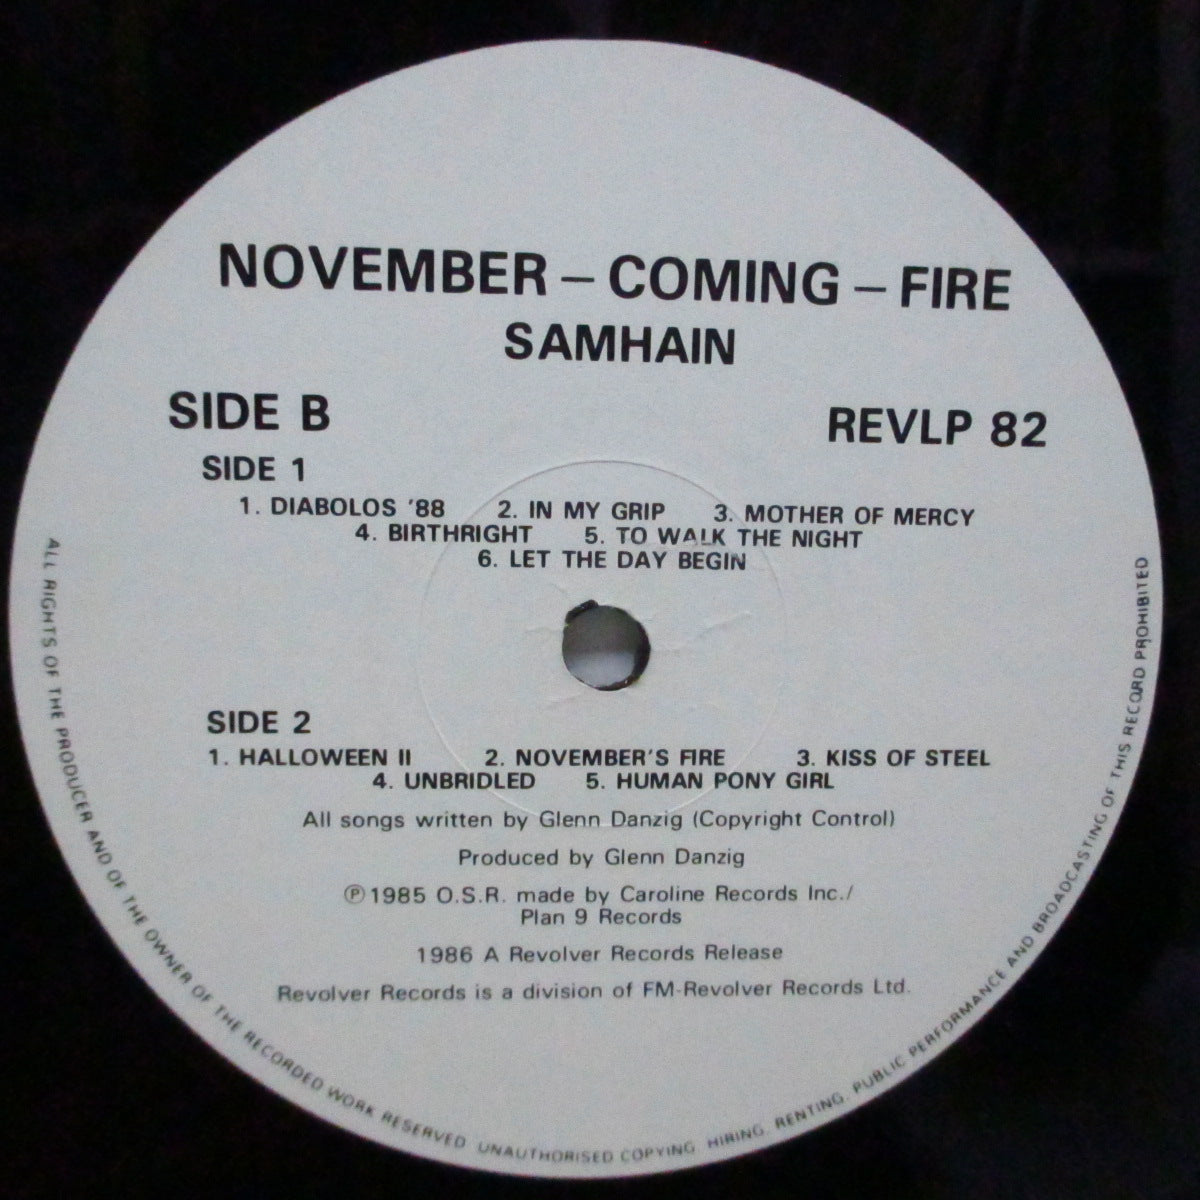 NOVEMBER – COMING – FIRE
SAMHAIN
SIDE B
REVLP 82
SIDE 1
1. DIABOLOS '88 2. IN MY GRIP 3. MOTHER OF MERCY
4. BIRTHRIGHT 5. TO WALK THE NIGHT
6. LET THE DAY BEGIN
SIDE 2
1. HALLOWEEN II 2. NOVEMBER'S FIRE 3. KISS OF STEEL
4. UNBRIDLED 5. HUMAN PONY GIRL
All songs written by Glenn Danzig (Copyright Control)
Produced by Glenn Danzig
℗1985 O.S.R. made by Caroline Records Inc./
Plan 9 Records
1986 A Revolver Records Release
Revolver Records is a division of FM-Revolver Records Ltd.
ALL RIGHTS OF THE PRODUCER AND OF THE OWNER OF THE RECORDED WORK RESERVED UNAUTHORISED COPYING, HIRING, RENTING, PUBLIC PERFORMANCE AND BROADCASTING OF THIS RECORD PROHIBITED